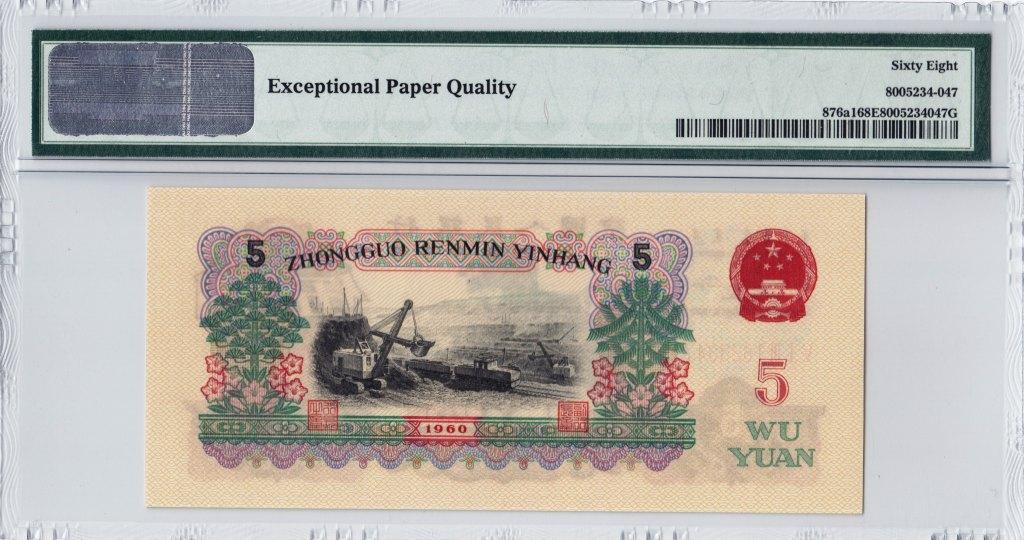 Exceptional Paper Quality
Sixty Eight
8005234-047
876a168E8005234047G
5 ZHONGGUO RENMIN YINHANG 5
1960
5
WU
YUAN